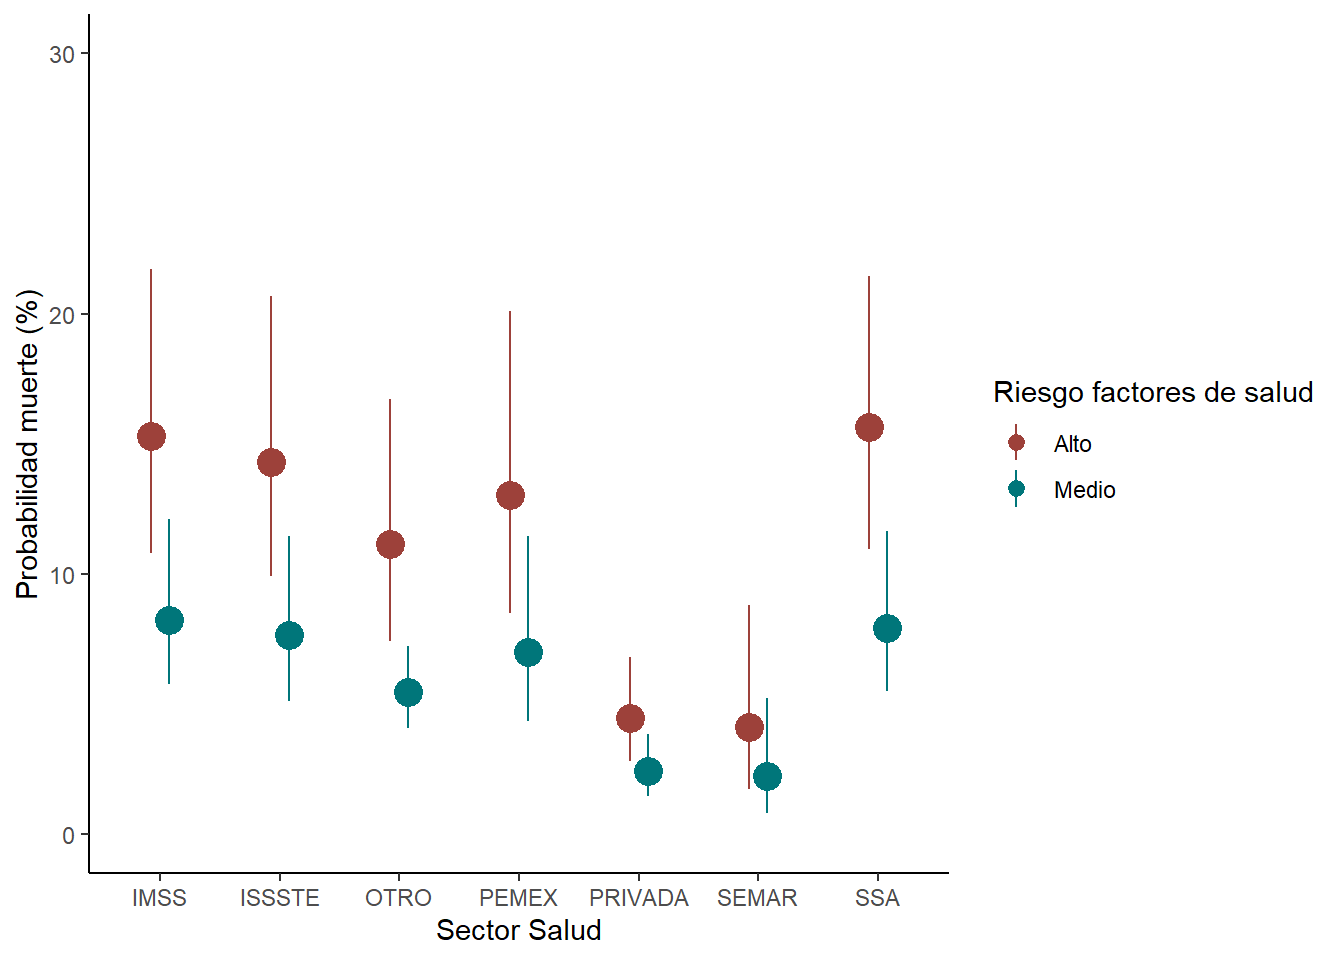 Probabilidad muerte (%)
30
20
10
0
IMSS ISSSTE OTRO PEMEX PRIVADA SEMAR SSA
Sector Salud
Riesgo factores de salud
Alto
Medio